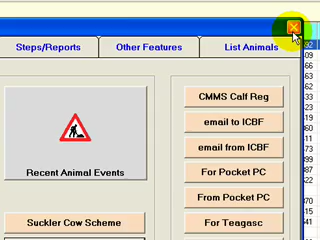 Steps/Reports
Other Features
List Animals
CMMS Calf Reg
email to ICBF
email from ICBF
Recent Animal Events
For Pocket PC
From Pocket PC
Suckler Cow Scheme
For Teagasc